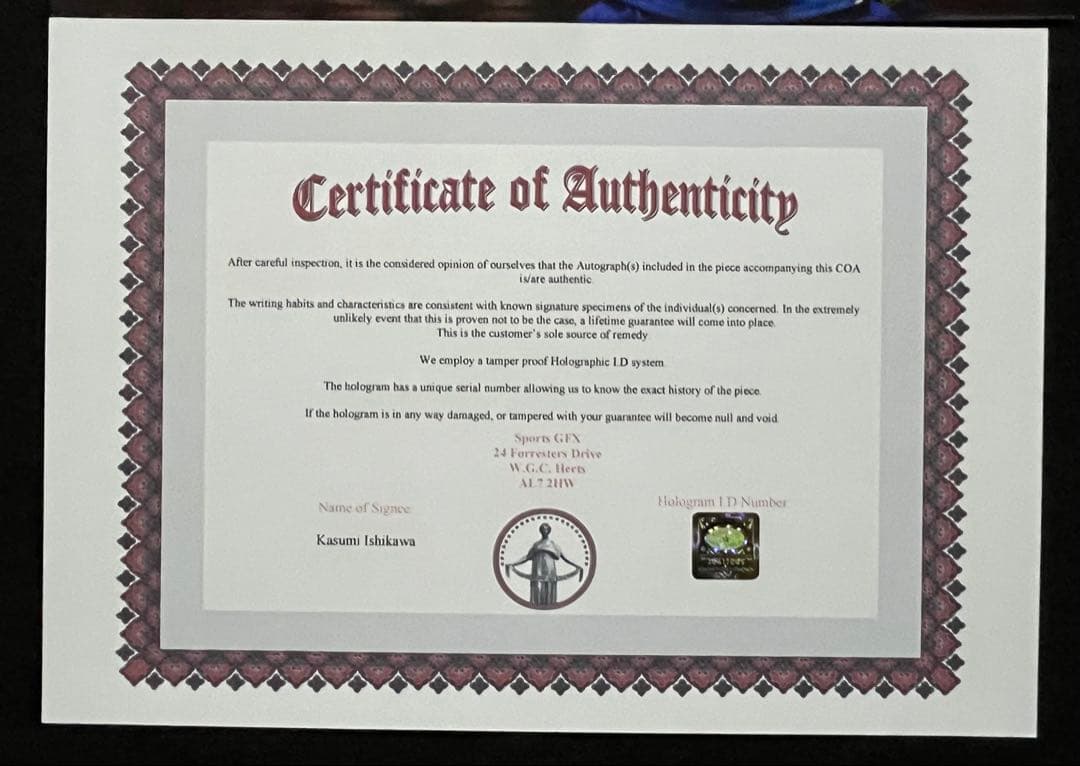 Certificate of Authenticity
After careful inspection, it is the considered opinion of ourselves that the Autograph(s) included in the piece accompanying this COA
is/are authentic.
The writing habits and characteristics are consistent with known signature specimens of the individual(s) concerned. In the extremely
unlikely event that this is proven not to be the case, a lifetime guarantee will come into place.
This is the customer's sole source of remedy
We employ a tamper proof Holographic I.D system.
The hologram has a unique serial number allowing us to know the exact history of the piece.
If the hologram is in any way damaged, or tampered with your guarantee will become null and void.
Sports GFX
24 Forresters Drive
W.G.C. Herts
AL7 2HW
Name of Signee
Hologram I.D Number
Kasumi Ishikawa